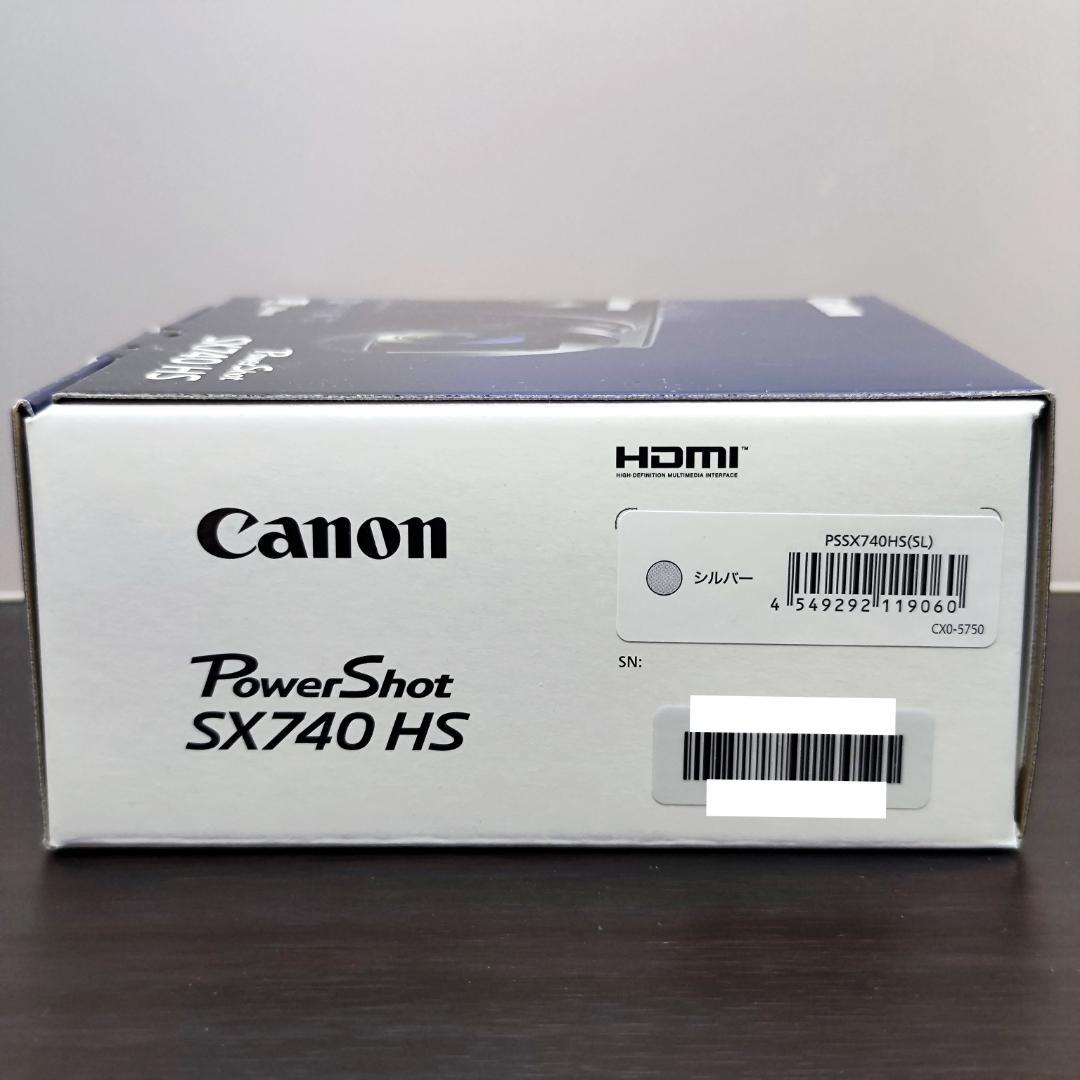 PowerShot
SX740 HS
HDMI™
HIGH-DEFINITION MULTIMEDIA INTERFACE
Canon
PSSX740HS(SL)
シルバー
4 549292 119060
CX0-5750
SN:
PowerShot
SX740 HS